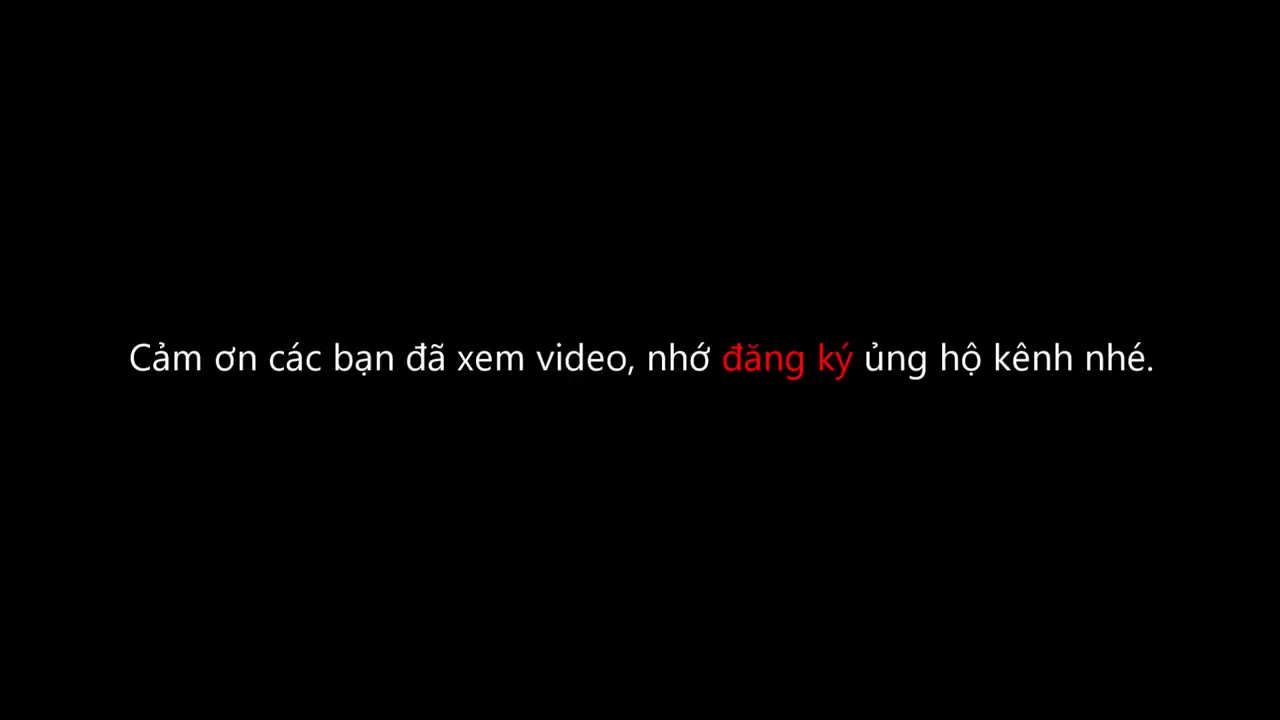 Cảm ơn các bạn đã xem video, nhớ đăng ký ủng hộ kênh nhé.